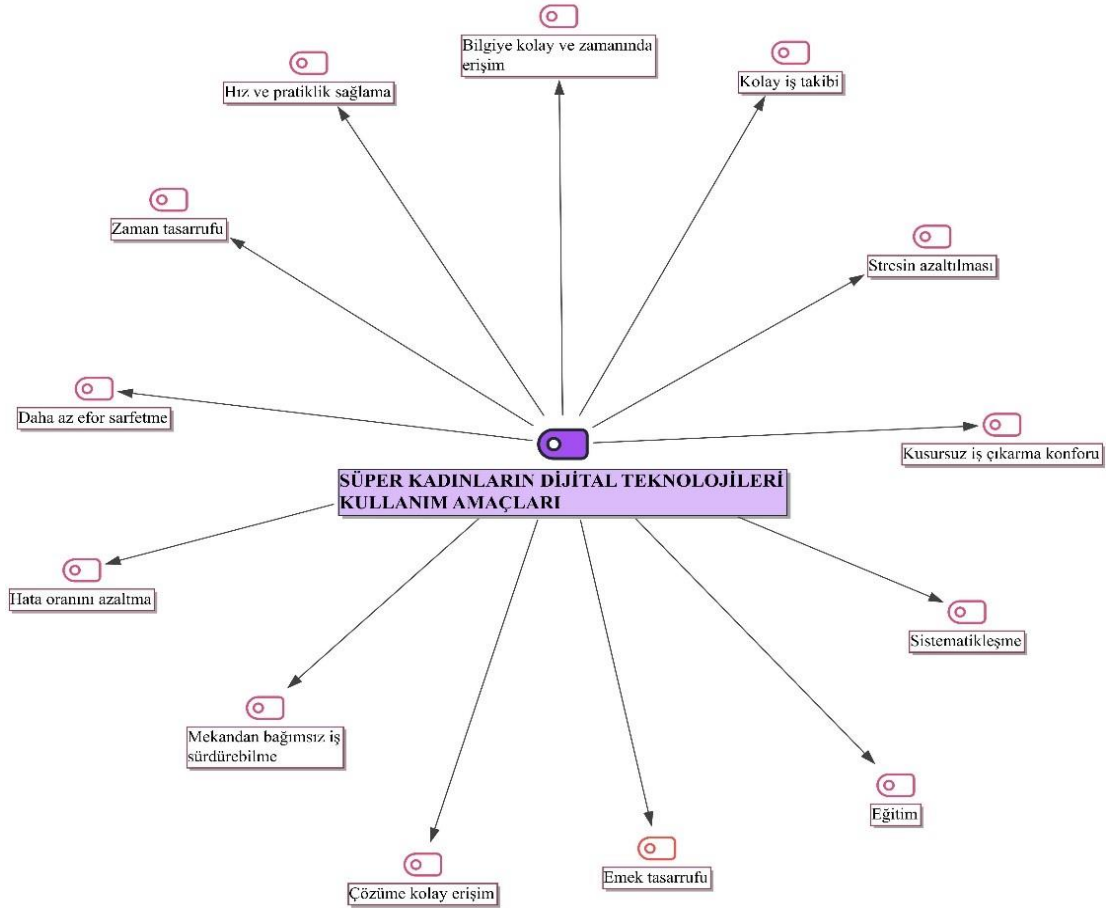 Bilgiye kolay ve zamanında
erişim
Kolay iş takibi
Hız ve pratiklik sağlama
Zaman tasarrufu
Stresin azaltılması
Daha az efor sarfetme
Kusursuz iş çıkarma konforu
SÜPER KADINLARIN DİJİTAL TEKNOLOJİLERİ
KULLANIM AMAÇLARI
Hata oranını azaltma
Sistematikleşme
Mekandan bağımsız iş
sürdürebilme
Eğitim
Emek tasarrufu
Çözüme kolay erişim